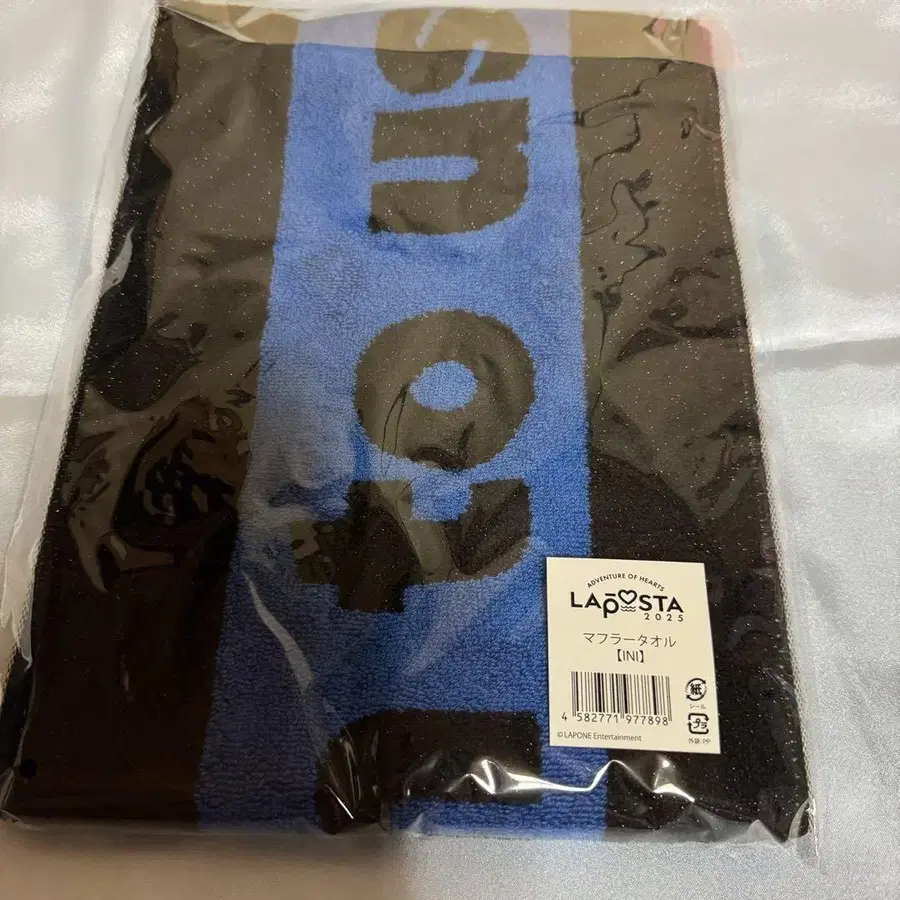 ADVENTURE OF HEARTS
LAPOSTA
2025
マフラータオル
【INI】
4 582771 977898
© LAPONE Entertainment
紙
シール
プラ
外袋:PP